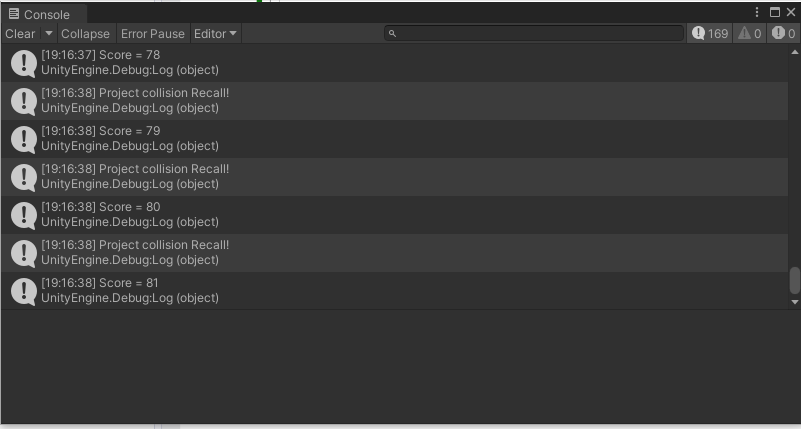 Console
Clear Collapse Error Pause Editor 169 0 0
[19:16:37] Score = 78
UnityEngine.Debug:Log (object)
[19:16:38] Project collision Recall!
UnityEngine.Debug:Log (object)
[19:16:38] Score = 79
UnityEngine.Debug:Log (object)
[19:16:38] Project collision Recall!
UnityEngine.Debug:Log (object)
[19:16:38] Score = 80
UnityEngine.Debug:Log (object)
[19:16:38] Project collision Recall!
UnityEngine.Debug:Log (object)
[19:16:38] Score = 81
UnityEngine.Debug:Log (object)